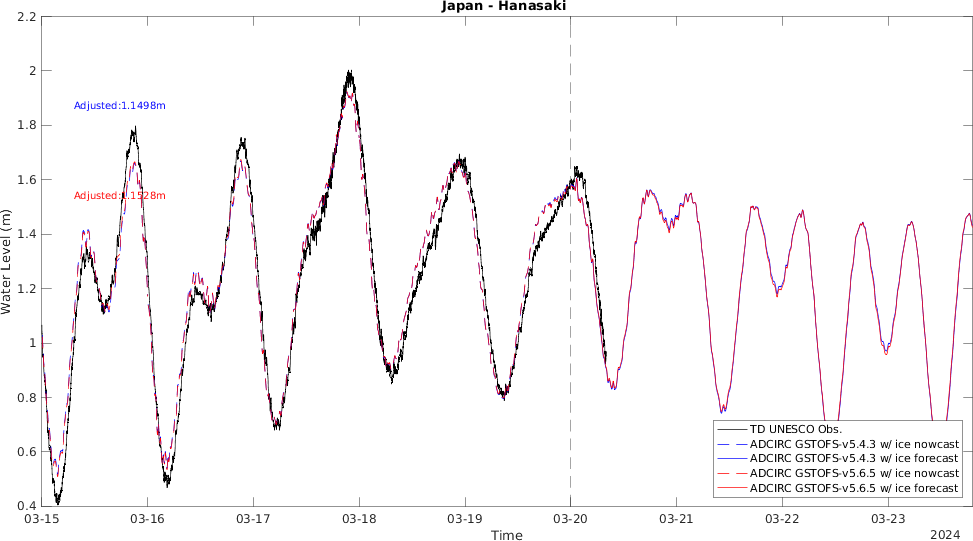 Japan - Hanasaki
2.2
2
1.8
1.6
1.4
1.2
1
0.8
0.6
0.4
Water Level (m)
Adjusted:1.1498m
Adjusted:1.1528m
TD UNESCO Obs.
ADCIRC GSTOFS-v5.4.3 w/ ice nowcast
ADCIRC GSTOFS-v5.4.3 w/ ice forecast
ADCIRC GSTOFS-v5.6.5 w/ ice nowcast
ADCIRC GSTOFS-v5.6.5 w/ ice forecast
03-15 03-16 03-17 03-18 03-19 03-20 03-21 03-22 03-23
Time
2024